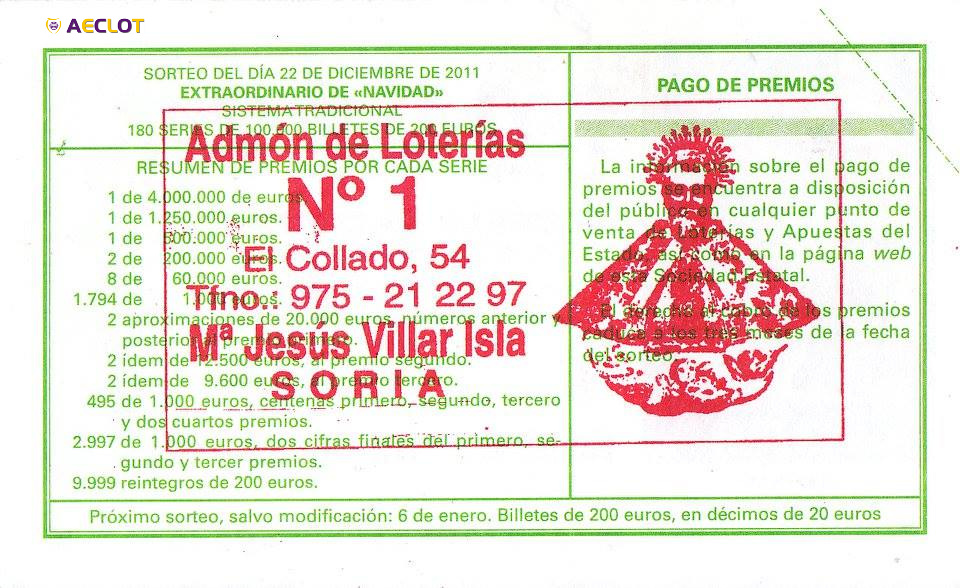 AECLOT
SORTEO DEL DÍA 22 DE DICIEMBRE DE 2011
EXTRAORDINARIO DE «NAVIDAD»
SISTEMA TRADICIONAL
180 SERIES DE 100.000 BILLETES DE 200 EUROS
RESUMEN DE PREMIOS POR CADA SERIE
1 de 4.000.000 de euros.
1 de 1.250.000 euros.
1 de 500.000 euros.
2 de 200.000 euros.
8 de 60.000 euros.
1.794 de 1.000 euros.
2 aproximaciones de 20.000 euros, números anterior y
posterior al premio primero.
2 ídem de 12.500 euros, al premio segundo.
2 ídem de 9.600 euros, al premio tercero.
495 de 1.000 euros, centenas primero, segundo, tercero
y dos cuartos premios.
2.997 de 1.000 euros, dos cifras finales del primero, se-
gundo y tercer premios.
9.999 reintegros de 200 euros.
Admón de Loterías
Nº 1
El Collado, 54
Tfno.: 975 - 21 22 97
Mª Jesús Villar Isla
SORIA
PAGO DE PREMIOS
La información sobre el pago de
premios se encuentra a disposición
del público en cualquier punto de
venta de Loterías y Apuestas del
Estado, así como en la página web
de esta Sociedad Estatal.
El derecho al cobro de los premios
caduca a los tres meses de la fecha
del sorteo.
Próximo sorteo, salvo modificación: 6 de enero. Billetes de 200 euros, en décimos de 20 euros